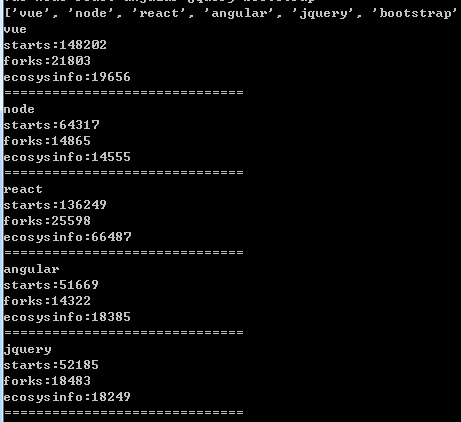 ['vue', 'node', 'react', 'angular', 'jquery', 'bootstrap'
vue
starts:148202
forks:21803
ecosysinfo:19656
==============================
node
starts:64317
forks:14865
ecosysinfo:14555
==============================
react
starts:136249
forks:25598
ecosysinfo:66487
==============================
angular
starts:51669
forks:14322
ecosysinfo:18385
==============================
jquery
starts:52185
forks:18483
ecosysinfo:18249
==============================